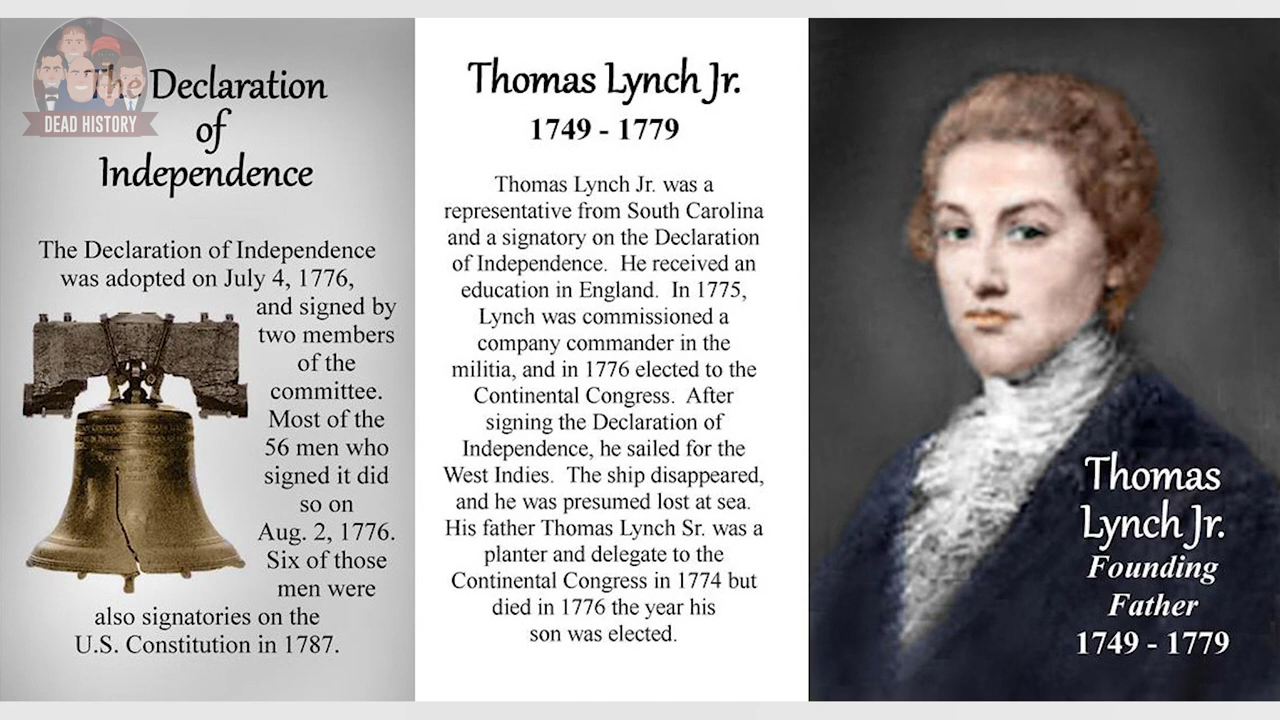 The Declaration
of
Independence
DEAD HISTORY
The Declaration of Independence
was adopted on July 4, 1776,
and signed by
two members
of the
committee.
Most of the
56 men who
signed it did
so on
Aug. 2, 1776.
Six of those
men were
also signatories on the
U.S. Constitution in 1787.
Thomas Lynch Jr.
1749 - 1779
Thomas Lynch Jr. was a
representative from South Carolina
and a signatory on the Declaration
of Independence. He received an
education in England. In 1775,
Lynch was commissioned a
company commander in the
militia, and in 1776 elected to the
Continental Congress. After
signing the Declaration of
Independence, he sailed for the
West Indies. The ship disappeared,
and he was presumed lost at sea.
His father Thomas Lynch Sr. was a
planter and delegate to the
Continental Congress in 1774 but
died in 1776 the year his
son was elected.
Thomas
Lynch Jr.
Founding
Father
1749 - 1779